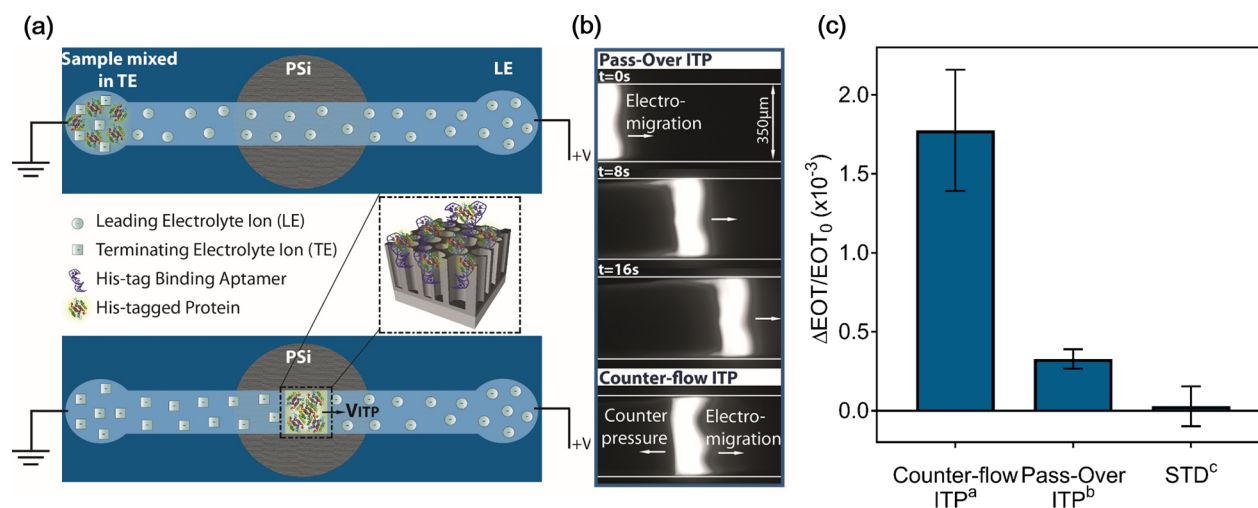 (a)
Sample mixed
in TE
PSi
LE
+V
Leading Electrolyte Ion (LE)
Terminating Electrolyte Ion (TE)
His-tag Binding Aptamer
His-tagged Protein
PSi
VITP
+V
(b)
Pass-Over ITP
t=0s
Electro-
migration
350μm
t=8s
t=16s
Counter-flow ITP
Counter
pressure
Electro-
migration
(c)
ΔEOT/EOT0 (x10-3)
2.0
1.5
1.0
0.5
0.0
Counter-flow
ITPa
Pass-Over
ITPb
STDc